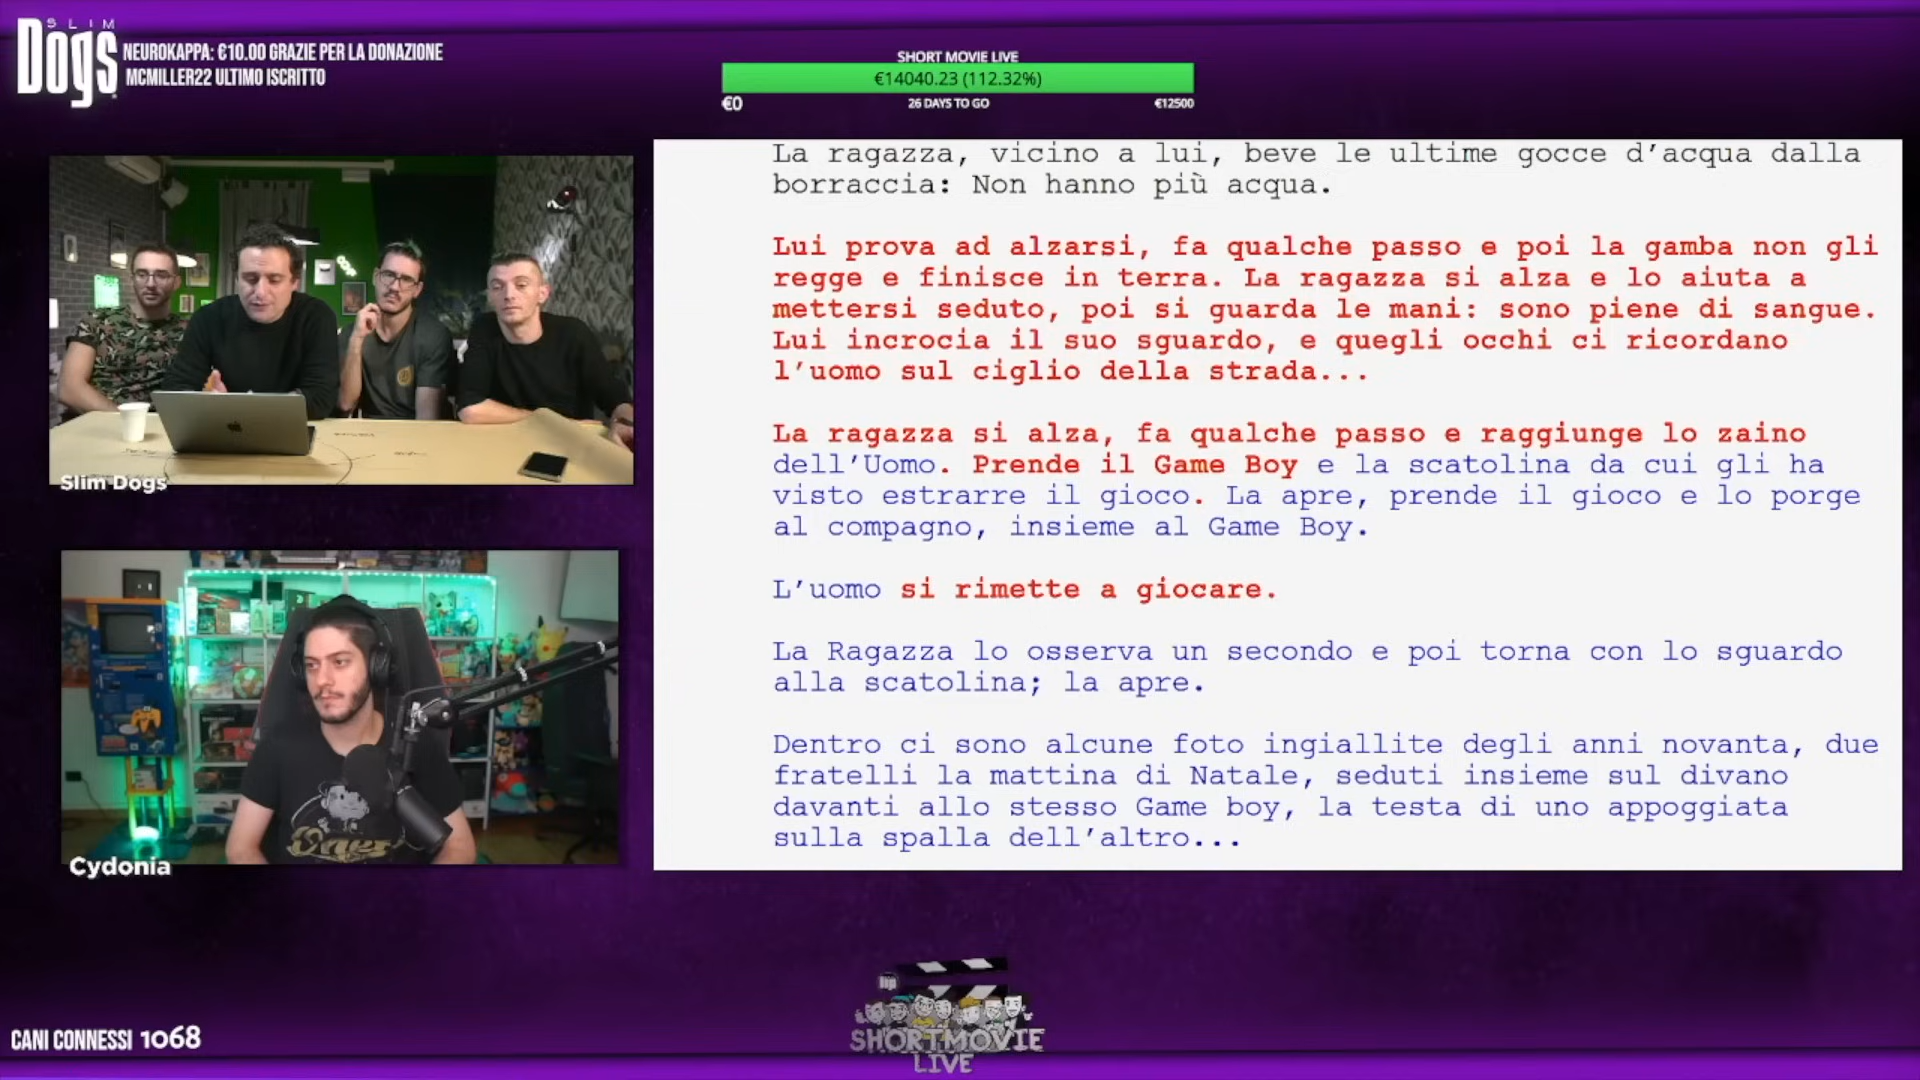 SLIM
Dogs
NEUROKAPPA: €10.00 GRAZIE PER LA DONAZIONE
MCMILLER22 ULTIMO ISCRITTO
SHORT MOVIE LIVE
€14040.23 (112.32%)
€0
26 DAYS TO GO
€12500
La ragazza, vicino a lui, beve le ultime gocce d’acqua dalla
borraccia: Non hanno più acqua.
Lui prova ad alzarsi, fa qualche passo e poi la gamba non gli
regge e finisce in terra. La ragazza si alza e lo aiuta a
mettersi seduto, poi si guarda le mani: sono piene di sangue.
Lui incrocia il suo sguardo, e quegli occhi ci ricordano
l’uomo sul ciglio della strada...
La ragazza si alza, fa qualche passo e raggiunge lo zaino
dell’Uomo. Prende il Game Boy e la scatolina da cui gli ha
visto estrarre il gioco. La apre, prende il gioco e lo porge
al compagno, insieme al Game Boy.
L’uomo si rimette a giocare.
La Ragazza lo osserva un secondo e poi torna con lo sguardo
alla scatolina; la apre.
Dentro ci sono alcune foto ingiallite degli anni novanta, due
fratelli la mattina di Natale, seduti insieme sul divano
davanti allo stesso Game boy, la testa di uno appoggiata
sulla spalla dell’altro...
Slim Dogs
Cydonia
CANI CONNESSI 1068
SHORTMOVIE
LIVE